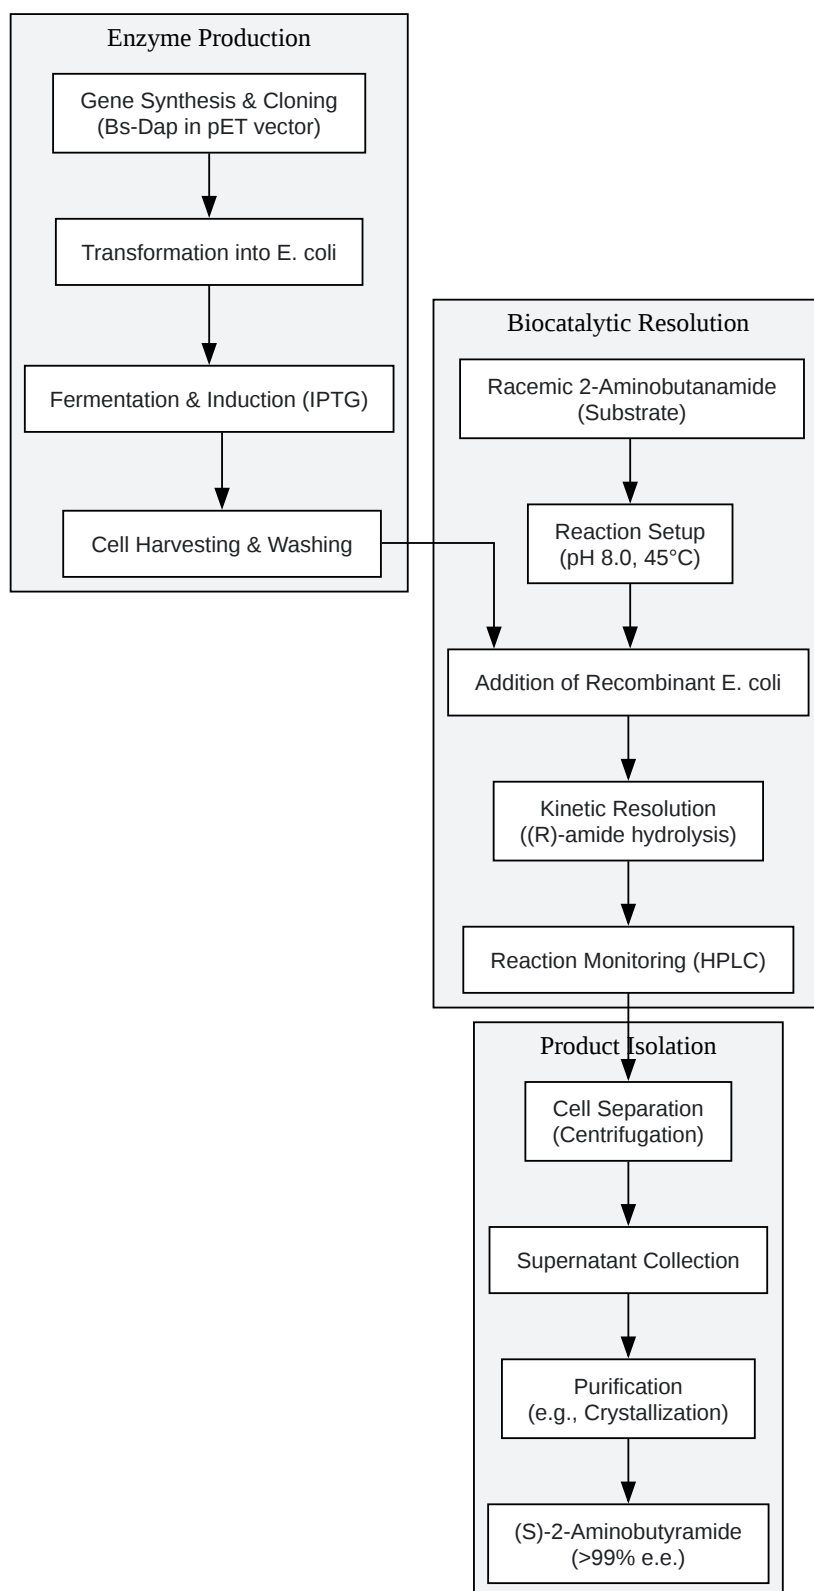 Enzyme Production
Gene Synthesis & Cloning
(Bs-Dap in pET vector)
Transformation into E. coli
Fermentation & Induction (IPTG)
Cell Harvesting & Washing
Biocatalytic Resolution
Racemic 2-Aminobutanamide
(Substrate)
Reaction Setup
(pH 8.0, 45°C)
Addition of Recombinant E. coli
Kinetic Resolution
((R)-amide hydrolysis)
Reaction Monitoring (HPLC)
Product Isolation
Cell Separation
(Centrifugation)
Supernatant Collection
Purification
(e.g., Crystallization)
(S)-2-Aminobutyramide
(>99% e.e.)